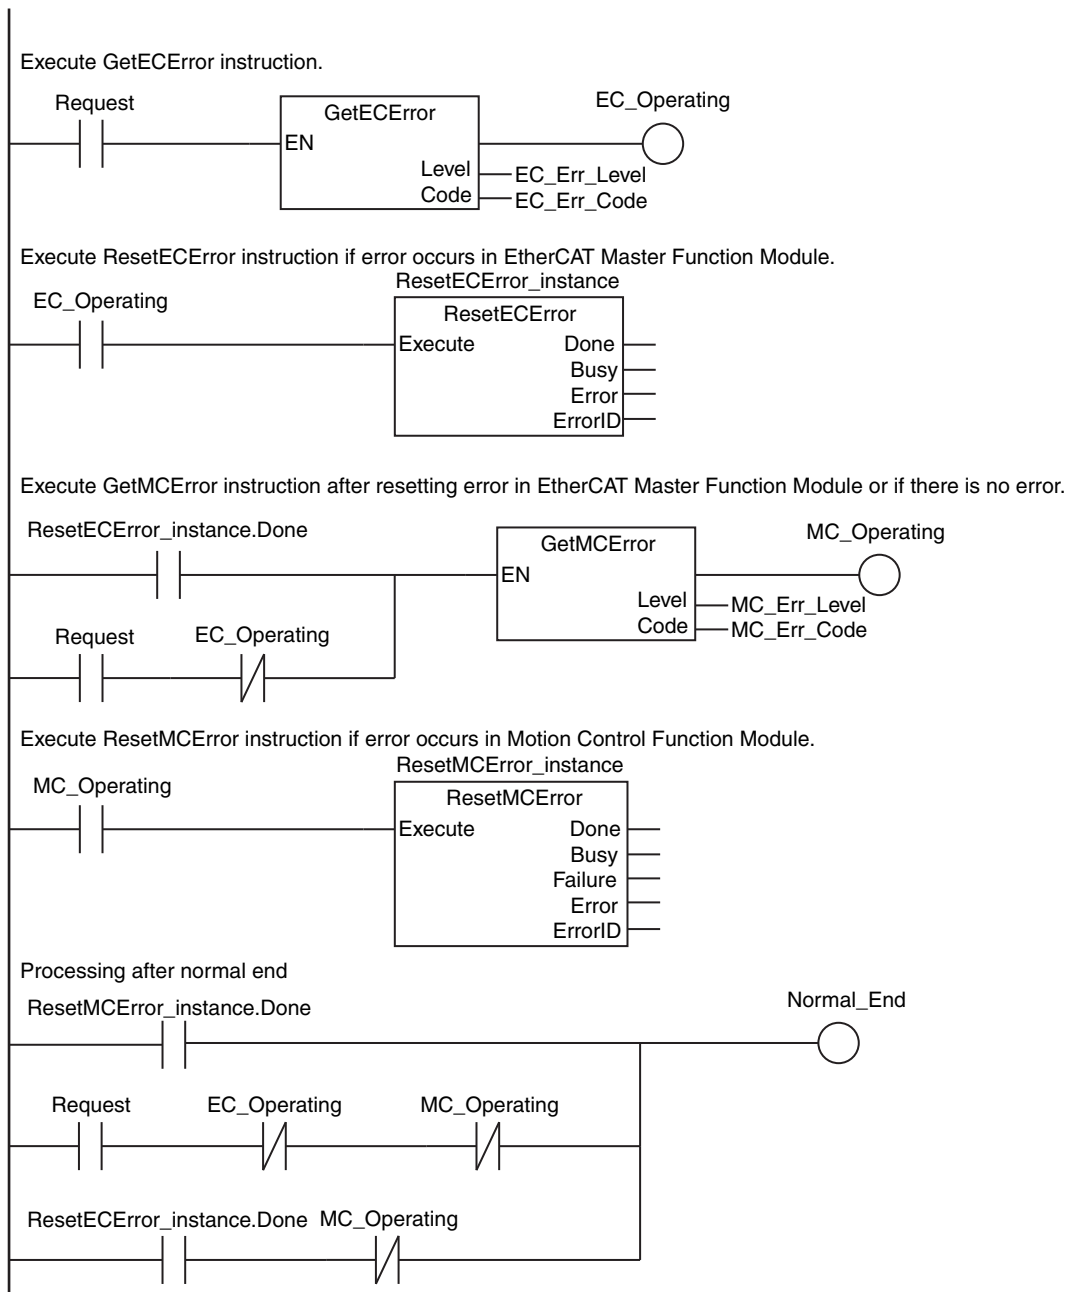 Execute GetECError instruction.
Request
GetECError
EC_Operating
EN
Level
EC_Err_Level
Code
EC_Err_Code
Execute ResetECError instruction if error occurs in EtherCAT Master Function Module.
ResetECError_instance
EC_Operating
ResetECError
Execute
Done
Busy
Error
ErrorID
Execute GetMCError instruction after resetting error in EtherCAT Master Function Module or if there is no error.
ResetECError_instance.Done
GetMCError
MC_Operating
EN
Level
MC_Err_Level
Code
MC_Err_Code
Request
EC_Operating
Execute ResetMCError instruction if error occurs in Motion Control Function Module.
ResetMCError_instance
MC_Operating
ResetMCError
Execute
Done
Busy
Failure
Error
ErrorID
Processing after normal end
ResetMCError_instance.Done
Normal_End
Request
EC_Operating
MC_Operating
ResetECError_instance.Done
MC_Operating